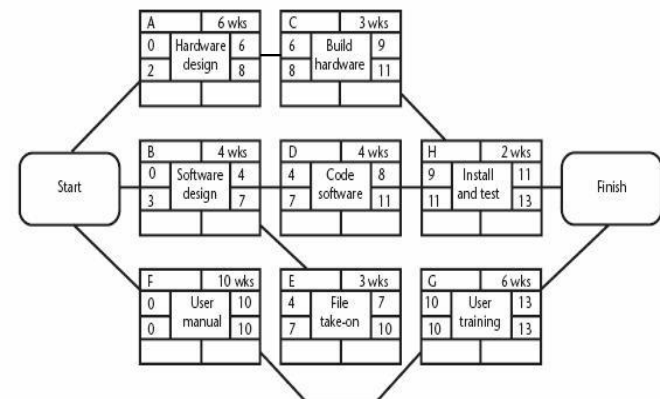 A 6 wks
0 Hardware design 6
2 8
C 3 wks
6 Build hardware 9
8 11
Start
B 4 wks
0 Software design 4
3 7
D 4 wks
4 Code software 8
7 11
H 2 wks
9 Install and test 11
11 13
Finish
F 10 wks
0 User manual 10
0 10
E 3 wks
4 File take-on 7
7 10
G 6 wks
10 User training 13
10 13